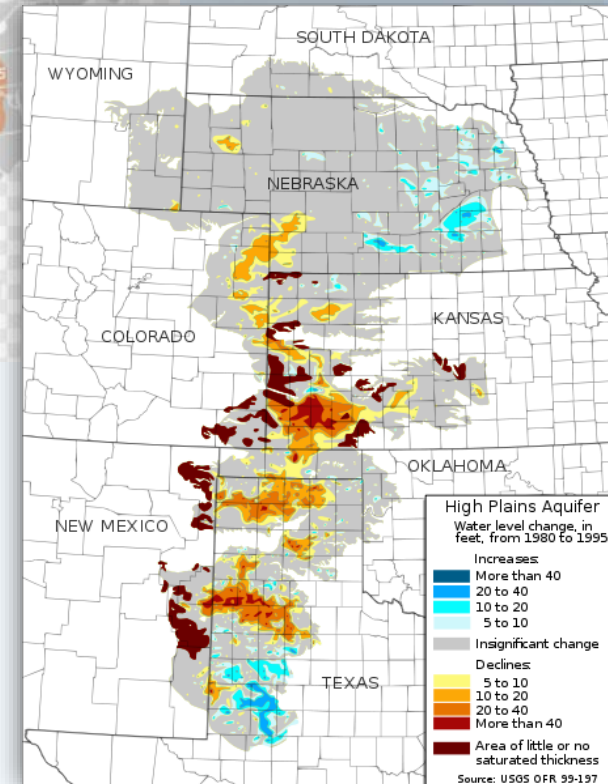 SOUTH DAKOTA
WYOMING
NEBRASKA
COLORADO
KANSAS
OKLAHOMA
NEW MEXICO
TEXAS
High Plains Aquifer
Water level change, in
feet, from 1980 to 1995
Increases:
More than 40
20 to 40
10 to 20
5 to 10
Insignificant change
Declines:
5 to 10
10 to 20
20 to 40
More than 40
Area of little or no
saturated thickness
Source: USGS OFR 99-197